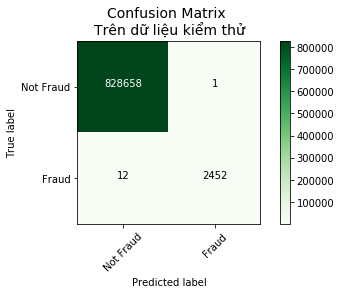 Confusion Matrix
Trên dữ liệu kiểm thử
True label
Not Fraud
Fraud
828658
1
12
2452
Not Fraud
Fraud
Predicted label
800000
700000
600000
500000
400000
300000
200000
100000